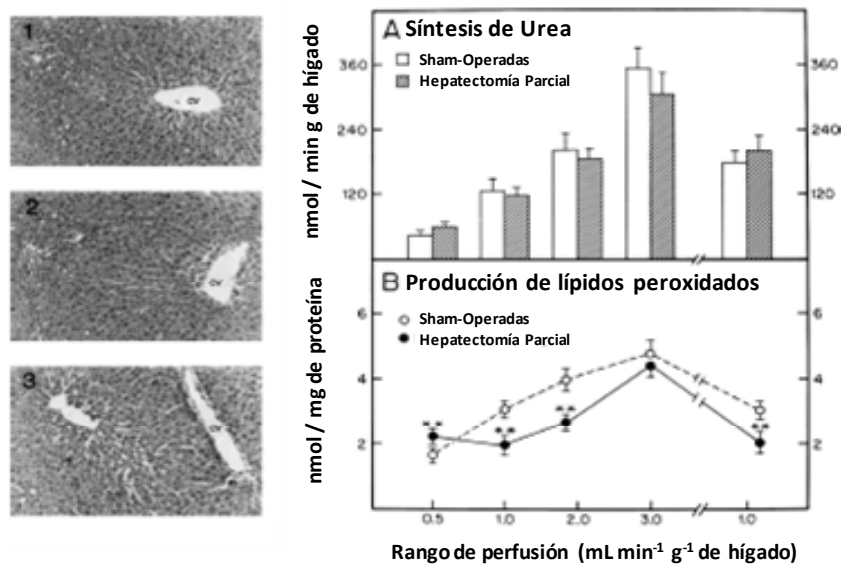 1
CV
2
CV
3
CV
A Síntesis de Urea
Sham-Operadas
Hepatectomía Parcial
nmol / min g de hígado
360
240
120
360
240
120
B Producción de lípidos peroxidados
Sham-Operadas
Hepatectomía Parcial
nmol / mg de proteína
6
4
2
6
4
2
**
**
**
**
0.5
1.0
2.0
3.0
1.0
Rango de perfusión (mL min⁻¹ g⁻¹ de hígado)